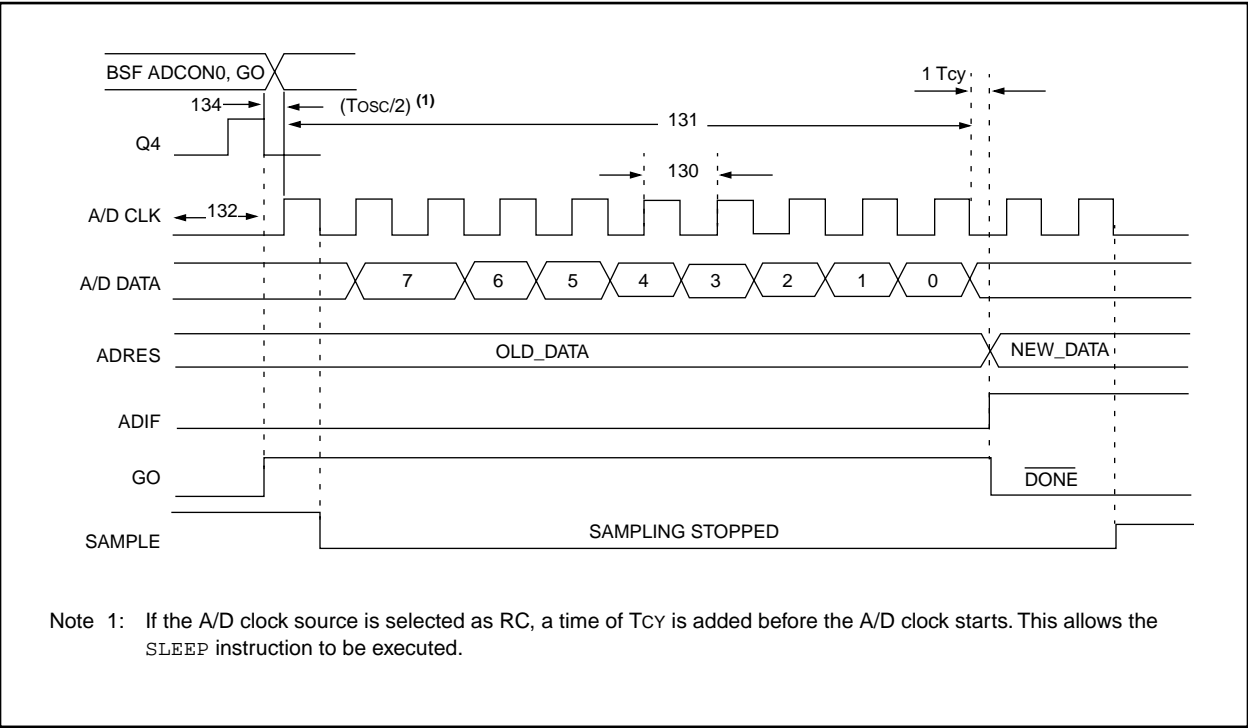 BSF ADCON0, GO
1 Tcy
134
(TOSC/2) (1)
131
Q4
130
A/D CLK
132
A/D DATA
7 6 5 4 3 2 1 0
ADRES
OLD_DATA
NEW_DATA
ADIF
GO
DONE
SAMPLE
SAMPLING STOPPED
Note 1: If the A/D clock source is selected as RC, a time of TCY is added before the A/D clock starts. This allows the
SLEEP instruction to be executed.